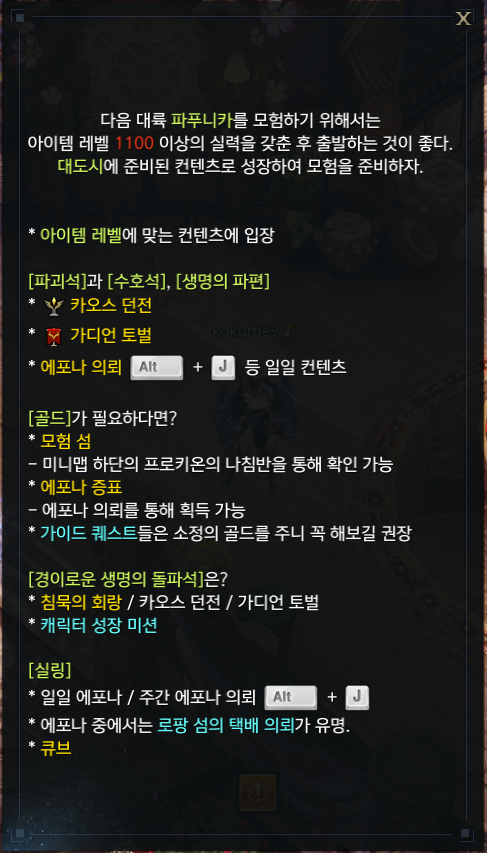 X
다음 대륙 파푸니카를 모험하기 위해서는
아이템 레벨 1100 이상의 실력을 갖춘 후 출발하는 것이 좋다.
대도시에 준비된 컨텐츠로 성장하여 모험을 준비하자.
* 아이템 레벨에 맞는 컨텐츠에 입장
[파괴석]과 [수호석], [생명의 파편]
* 카오스 던전
* 가디언 토벌
kukurrie9
* 에포나 의뢰 Alt + J 등 일일 컨텐츠
[골드]가 필요하다면?
* 모험 섬
- 미니맵 하단의 프로키온의 나침반을 통해 확인 가능
* 에포나 증표
- 에포나 의뢰를 통해 획득 가능
* 가이드 퀘스트들은 소정의 골드를 주니 꼭 해보길 권장
[경이로운 생명의 돌파석]은?
* 침묵의 회랑 / 카오스 던전 / 가디언 토벌
* 캐릭터 성장 미션
[실링]
* 일일 에포나 / 주간 에포나 의뢰 Alt + J
* 에포나 중에서는 로팡 섬의 택배 의뢰가 유명.
* 큐브